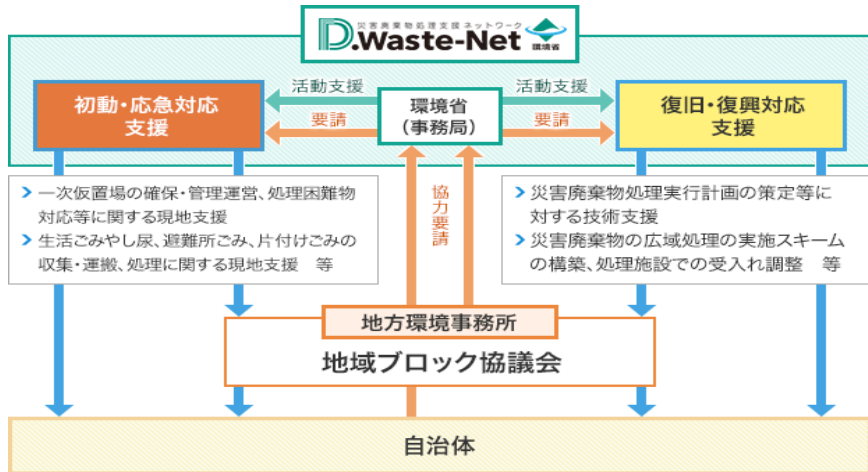 災害廃棄物処理支援ネットワーク
D.Waste-Net
環境省
初動・応急対応
支援
活動支援
要請
環境省
(事務局)
活動支援
要請
復旧・復興対応
支援
一次仮置場の確保・管理運営、処理困難物
対応等に関する現地支援
生活ごみやし尿、避難所ごみ、片付けごみの
収集・運搬、処理に関する現地支援 等
協力要請
災害廃棄物処理実行計画の策定等に
対する技術支援
災害廃棄物の広域処理の実施スキーム
の構築、処理施設での受入れ調整 等
地方環境事務所
地域ブロック協議会
自治体